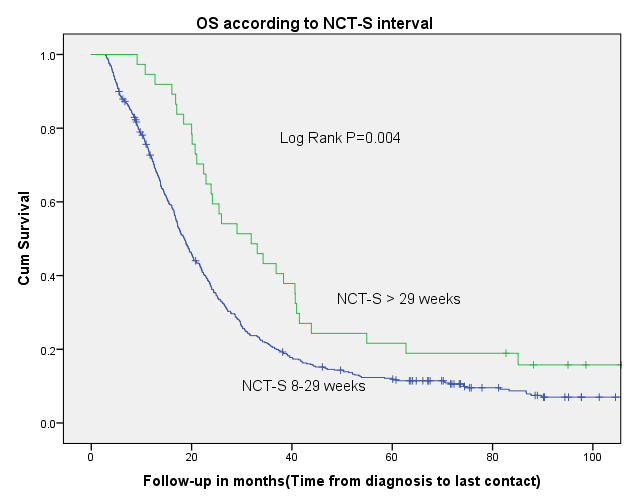 OS according to NCT-S interval
1.0
0.8
0.6
0.4
0.2
0.0
Cum Survival
Log Rank P=0.004
NCT-S > 29 weeks
NCT-S 8-29 weeks
0 20 40 60 80 100
Follow-up in months(Time from diagnosis to last contact)